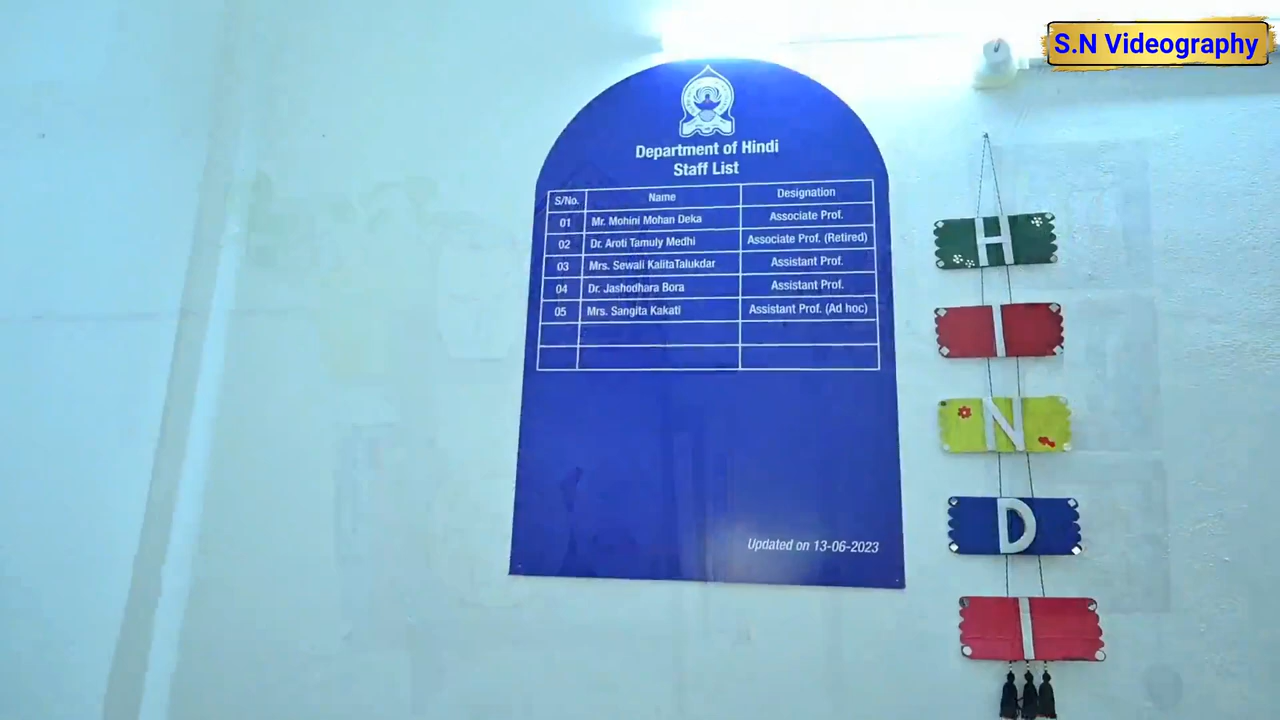 S.N Videography
Department of Hindi
Staff List
S/No. Name Designation
01 Mr. Mohini Mohan Deka Associate Prof.
02 Dr. Aroti Tamuly Medhi Associate Prof. (Retired)
03 Mrs. Sewali KalitaTalukdar Assistant Prof.
04 Dr. Jashodhara Bora Assistant Prof.
05 Mrs. Sangita Kakati Assistant Prof. (Ad hoc)
Updated on 13-06-2023
H
I
N
D
I